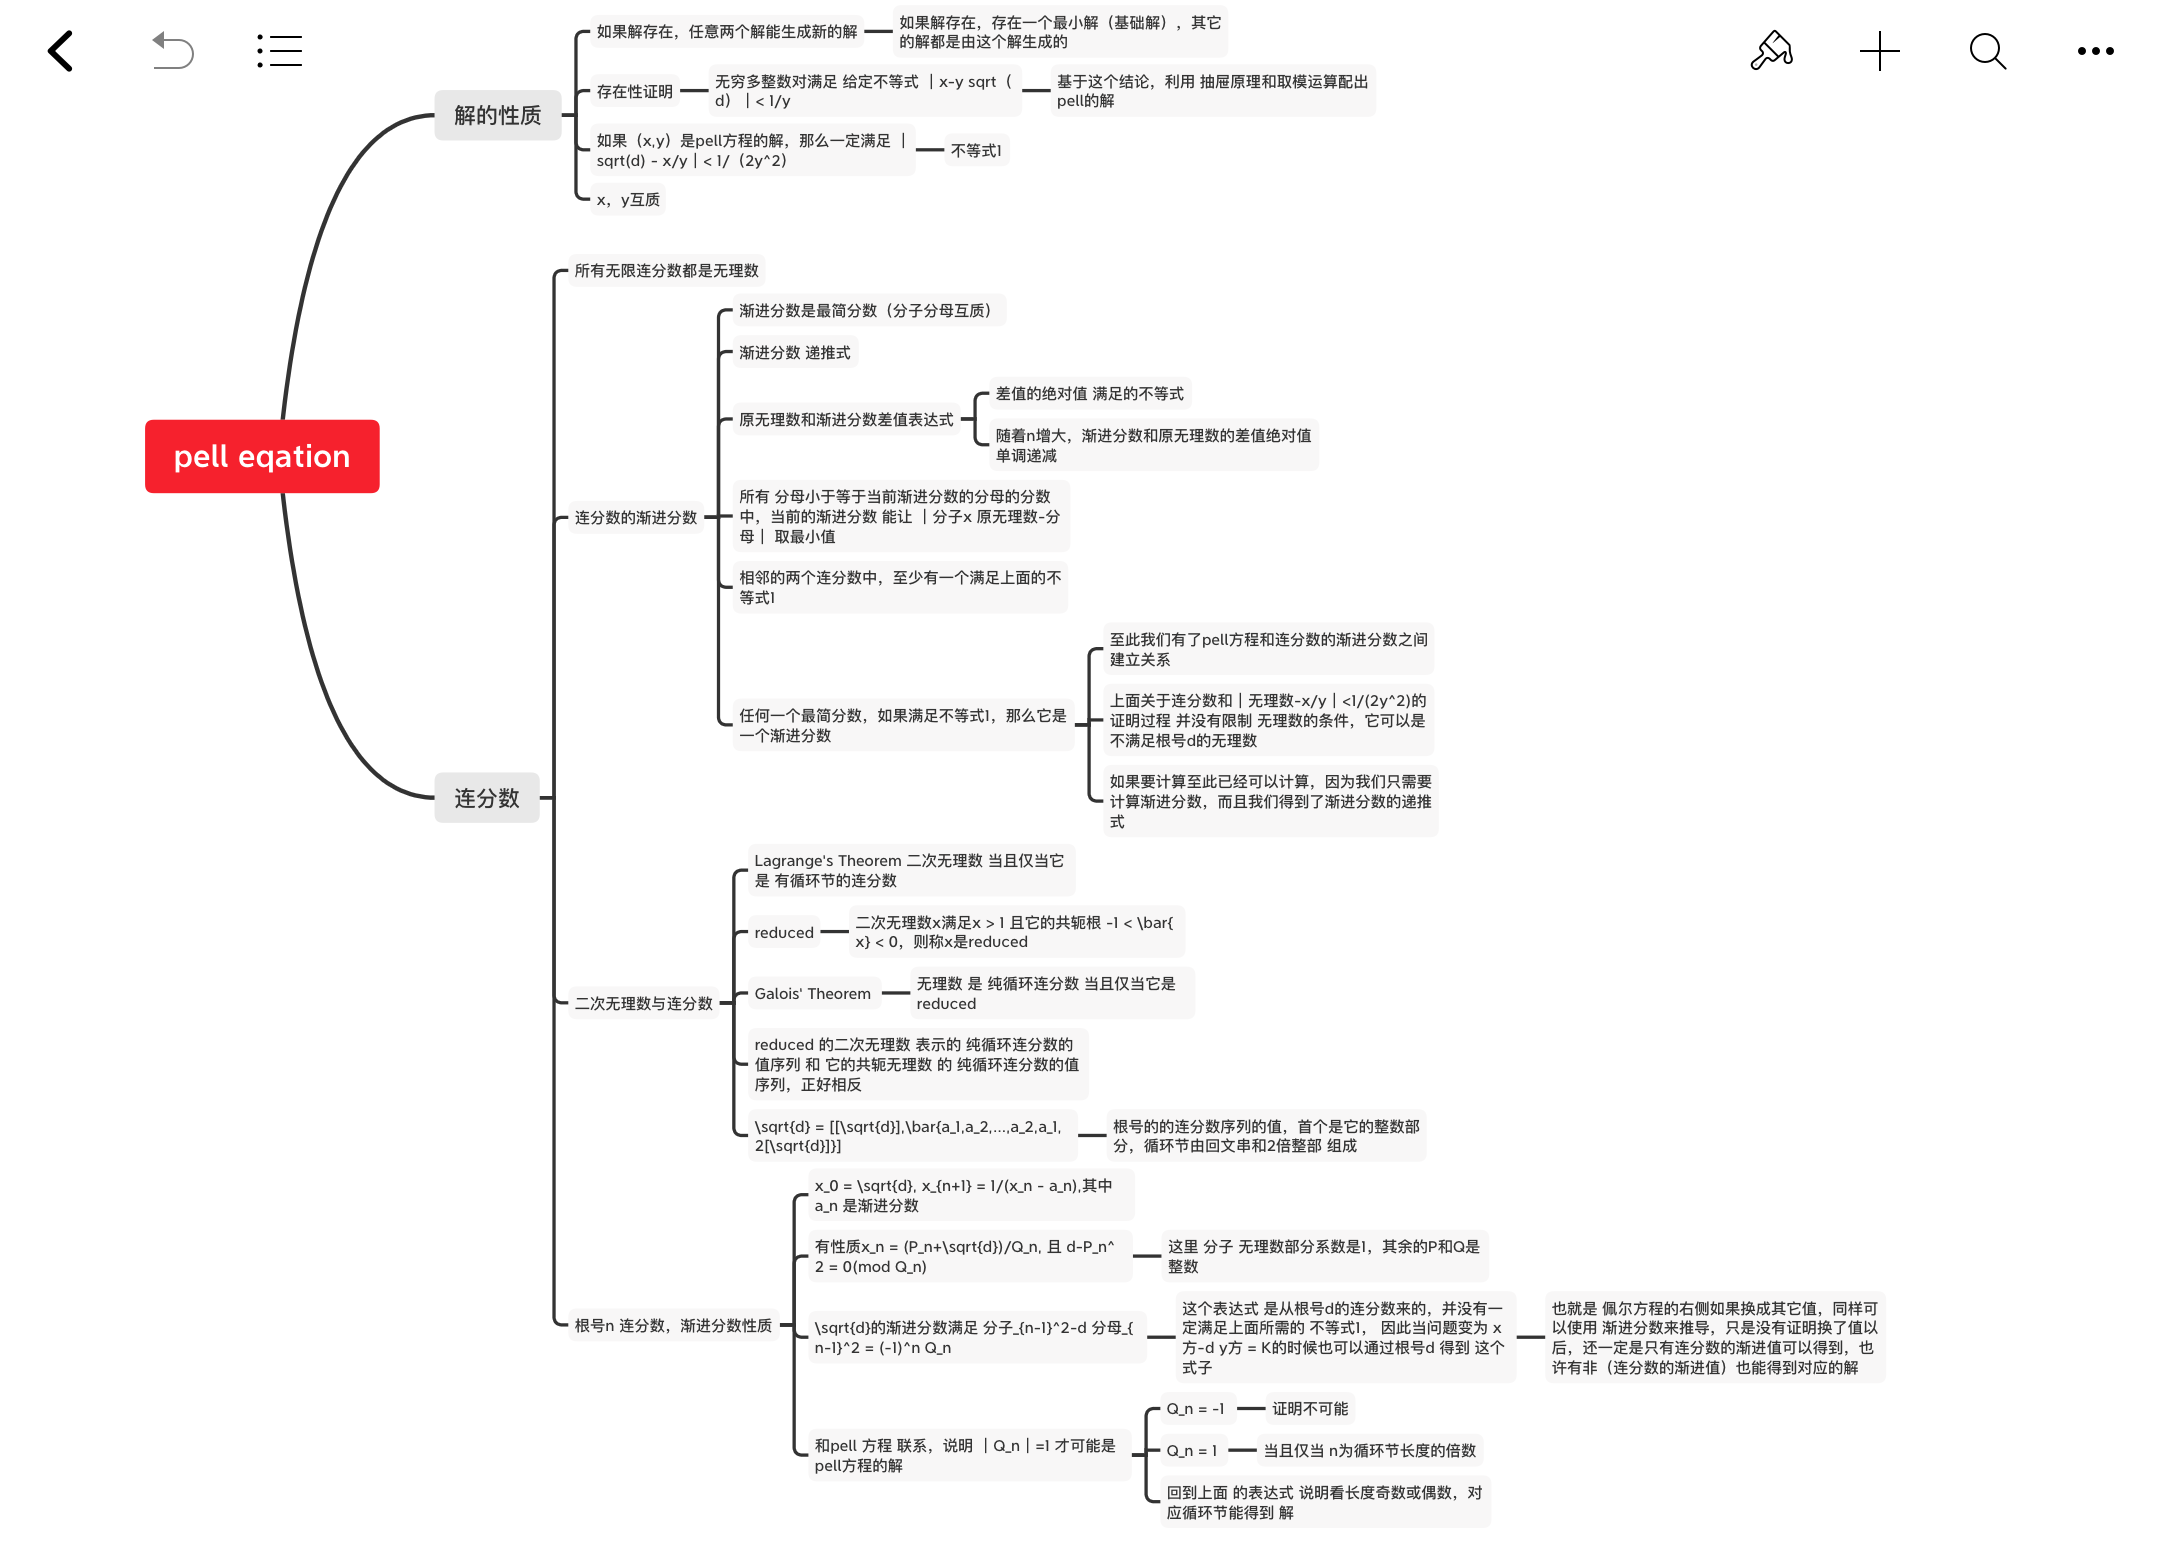 如果解存在，任意两个解能生成新的解
如果解存在，存在一个最小解（基础解），其它
的解都是由这个解生成的
存在性证明
无穷多整数对满足 给定不等式 ｜x-y sqrt（
d）｜< 1/y
基于这个结论，利用 抽屉原理和取模运算配出
pell的解
解的性质
如果（x,y）是pell方程的解，那么一定满足 ｜
sqrt(d) - x/y｜< 1/（2y^2）
不等式1
x，y互质
所有无限连分数都是无理数
渐进分数是最简分数（分子分母互质）
渐进分数 递推式
原无理数和渐进分数差值表达式
差值的绝对值 满足的不等式
随着n增大，渐进分数和原无理数的差值绝对值
单调递减
pell eqation
连分数的渐进分数
所有 分母小于等于当前渐进分数的分母的分数
中，当前的渐进分数 能让 ｜分子x 原无理数-分
母｜ 取最小值
相邻的两个连分数中，至少有一个满足上面的不
等式1
任何一个最简分数，如果满足不等式1，那么它是
一个渐进分数
至此我们有了pell方程和连分数的渐进分数之间
建立关系
上面关于连分数和｜无理数-x/y｜<1/(2y^2)的
证明过程 并没有限制 无理数的条件，它可以是
不满足根号d的无理数
如果要计算至此已经可以计算，因为我们只需要
计算渐进分数，而且我们得到了渐进分数的递推
式
连分数
Lagrange's Theorem 二次无理数 当且仅当它
是 有循环节的连分数
reduced
二次无理数x满足x > 1 且它的共轭根 -1 < \bar{
x} < 0，则称x是reduced
二次无理数与连分数
Galois' Theorem
无理数 是 纯循环连分数 当且仅当它是
reduced
reduced 的二次无理数 表示的 纯循环连分数的
值序列 和 它的共轭无理数 的 纯循环连分数的值
序列，正好相反
\sqrt{d} = [[\sqrt{d}],\bar{a_1,a_2,...,a_2,a_1,
2[\sqrt{d}]}]
根号的的连分数序列的值，首个是它的整数部
分，循环节由回文串和2倍整部 组成
x_0 = \sqrt{d}, x_{n+1} = 1/(x_n - a_n),其中
a_n 是渐进分数
有性质x_n = (P_n+\sqrt{d})/Q_n, 且 d-P_n^
2 = 0(mod Q_n)
这里 分子 无理数部分系数是1，其余的P和Q是
整数
根号n 连分数，渐进分数性质
\sqrt{d}的渐进分数满足 分子_{n-1}^2-d 分母_{
n-1}^2 = (-1)^n Q_n
这个表达式 是从根号d的连分数来的，并没有一
定满足上面所需的 不等式1， 因此当问题变为 x
方-d y方 = K的时候也可以通过根号d 得到 这个
式子
也就是 佩尔方程的右侧如果换成其它值，同样可
以使用 渐进分数来推导，只是没有证明换了值以
后，还一定是只有连分数的渐进值可以得到，也
许有非（连分数的渐进值）也能得到对应的解
和pell 方程 联系，说明 ｜Q_n｜=1 才可能是
pell方程的解
Q_n = -1
证明不可能
Q_n = 1
当且仅当 n为循环节长度的倍数
回到上面 的表达式 说明看长度奇数或偶数，对
应循环节能得到 解